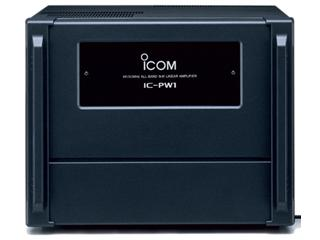 ICOM
HF/50MHz ALL BAND 1kW LINEAR AMPLIFIER
IC-PW1